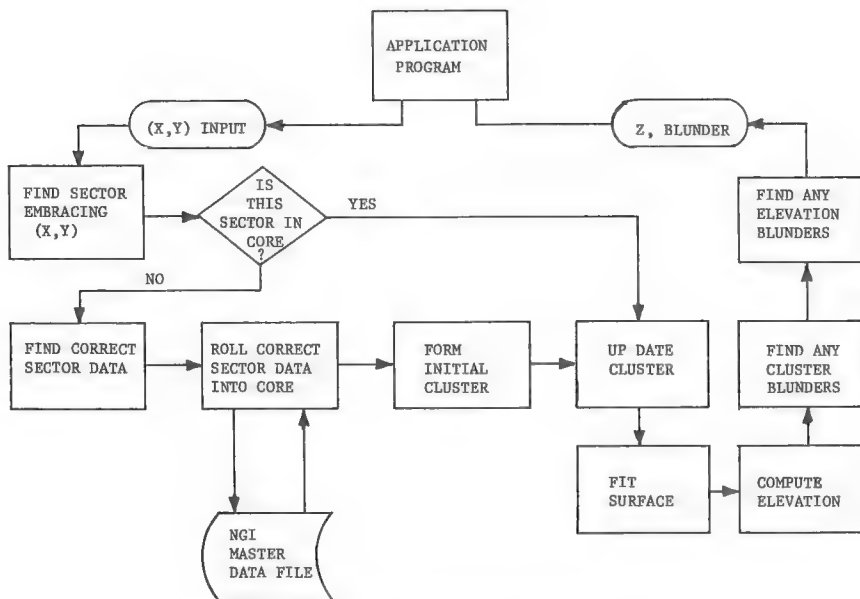 APPLICATION
PROGRAM
(X,Y) INPUT
Z, BLUNDER
FIND SECTOR
EMBRACING
(X,Y)
IS
THIS
SECTOR IN
CORE
?
YES
NO
FIND ANY
ELEVATION
BLUNDERS
FIND CORRECT
SECTOR DATA
ROLL CORRECT
SECTOR DATA
INTO CORE
FORM
INITIAL
CLUSTER
UP DATE
CLUSTER
FIND ANY
CLUSTER
BLUNDERS
FIT
SURFACE
COMPUTE
ELEVATION
NGI
MASTER
DATA FILE